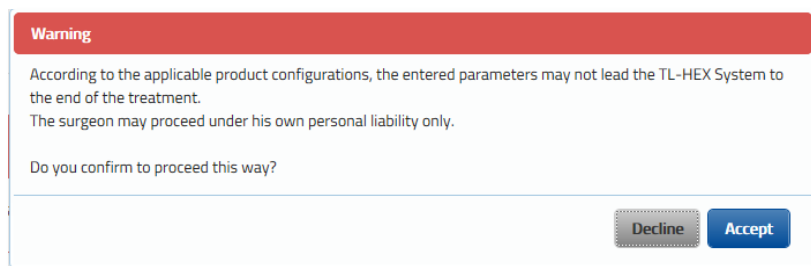 Warning
According to the applicable product configurations, the entered parameters may not lead the TL-HEX System to
the end of the treatment.
The surgeon may proceed under his own personal liability only.
Do you confirm to proceed this way?
Decline
Accept